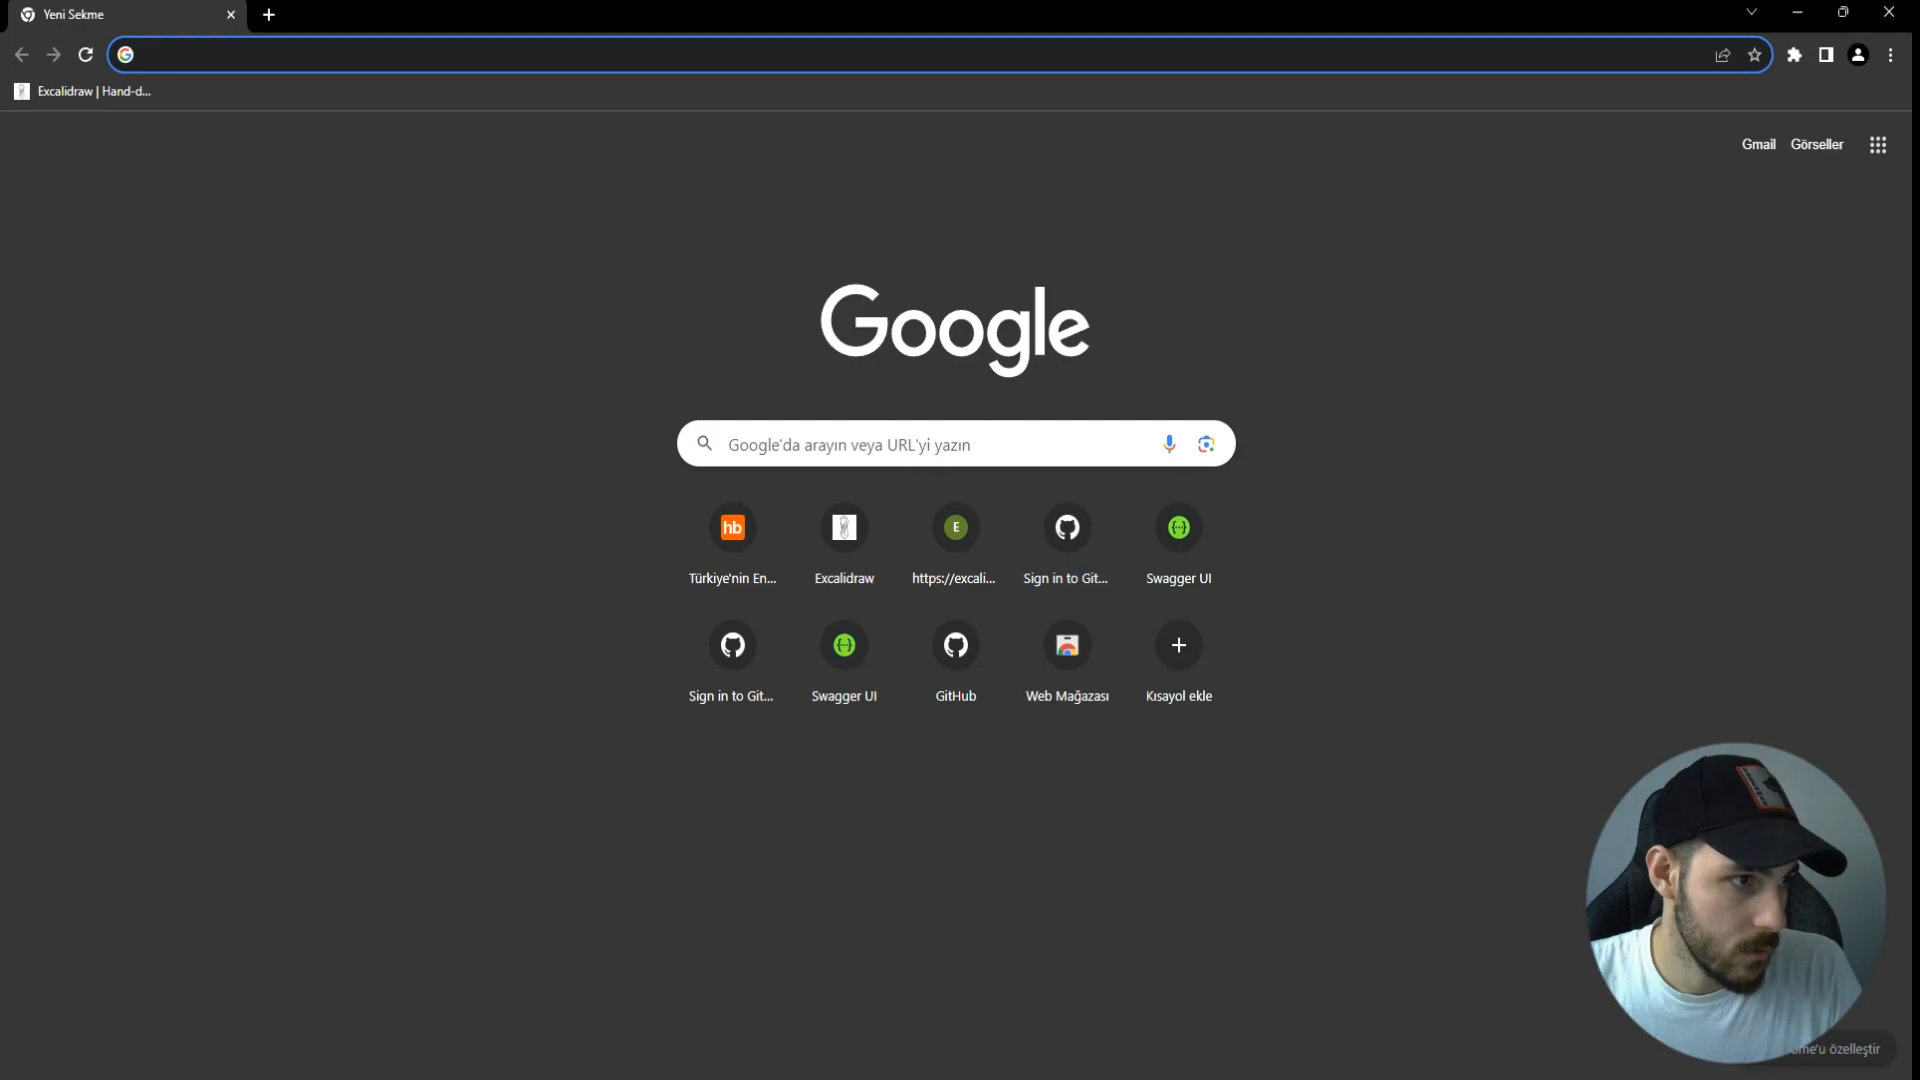 Yeni Sekme
Excalidraw | Hand-d...
Gmail Görseller
Google
Google'da arayın veya URL'yi yazın
hb
E
Türkiye'nin En...
Excalidraw
https://excali...
Sign in to Git...
Swagger UI
Sign in to Git...
Swagger UI
GitHub
Web Mağazası
Kısayol ekle
ome'u özelleştir